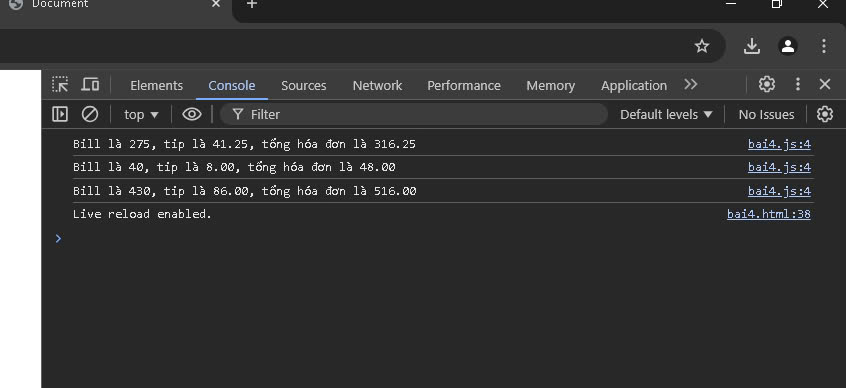 Document
Elements Console Sources Network Performance Memory Application
top Filter Default levels No Issues
Bill là 275, tip là 41.25, tổng hóa đơn là 316.25 bai4.js:4
Bill là 40, tip là 8.00, tổng hóa đơn là 48.00 bai4.js:4
Bill là 430, tip là 86.00, tổng hóa đơn là 516.00 bai4.js:4
Live reload enabled. bai4.html:38